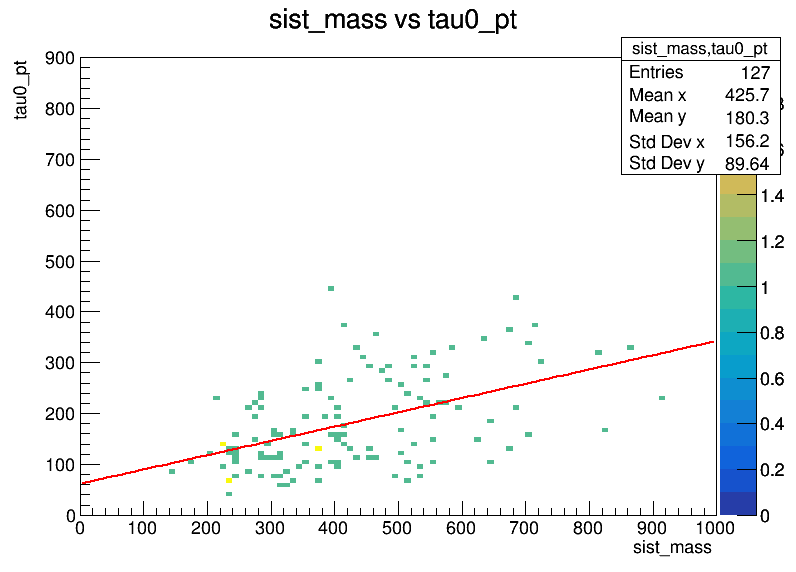 sist_mass vs tau0_pt
sist_mass,tau0_pt
Entries 127
Mean x 425.7
Mean y 180.3
Std Dev x 156.2
Std Dev y 89.64
tau0_pt
900
800
700
600
500
400
300
200
100
0
0 100 200 300 400 500 600 700 800 900 1000
sist_mass
1.4
1.2
1
0.8
0.6
0.4
0.2
0